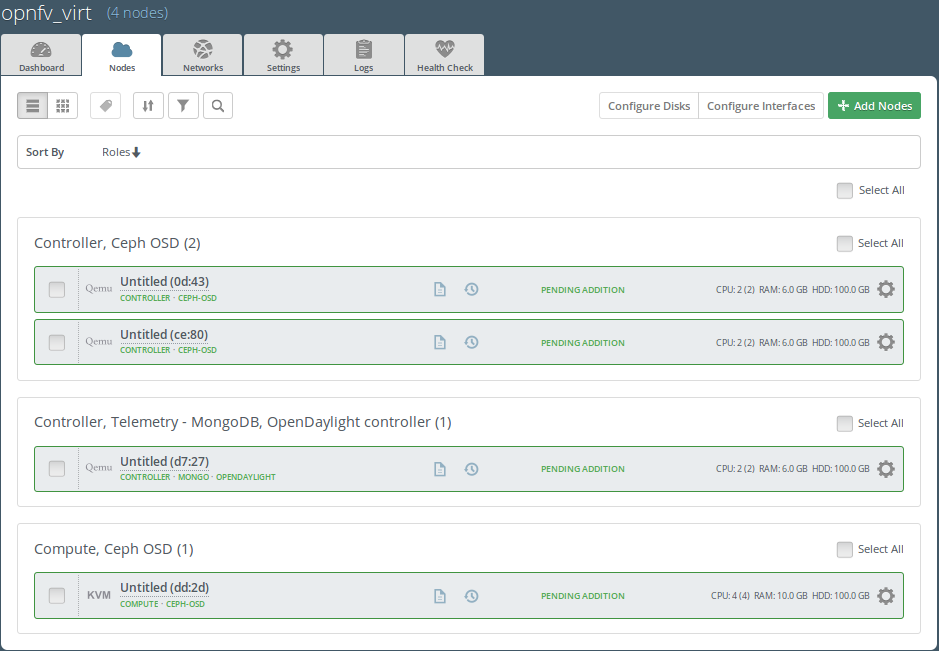 opnfv_virt (4 nodes)
Dashboard Nodes Networks Settings Logs Health Check
Configure Disks Configure Interfaces Add Nodes
Sort By Roles
Select All
Controller, Ceph OSD (2) Select All
Qemu Untitled (0d:43) PENDING ADDITION CPU: 2 (2) RAM: 6.0 GB HDD: 100.0 GB
CONTROLLER · CEPH-OSD
Qemu Untitled (ce:80) PENDING ADDITION CPU: 2 (2) RAM: 6.0 GB HDD: 100.0 GB
CONTROLLER · CEPH-OSD
Controller, Telemetry - MongoDB, OpenDaylight controller (1) Select All
Qemu Untitled (d7:27) PENDING ADDITION CPU: 2 (2) RAM: 6.0 GB HDD: 100.0 GB
CONTROLLER · MONGO · OPENDAYLIGHT
Compute, Ceph OSD (1) Select All
KVM Untitled (dd:2d) PENDING ADDITION CPU: 4 (4) RAM: 10.0 GB HDD: 100.0 GB
COMPUTE · CEPH-OSD